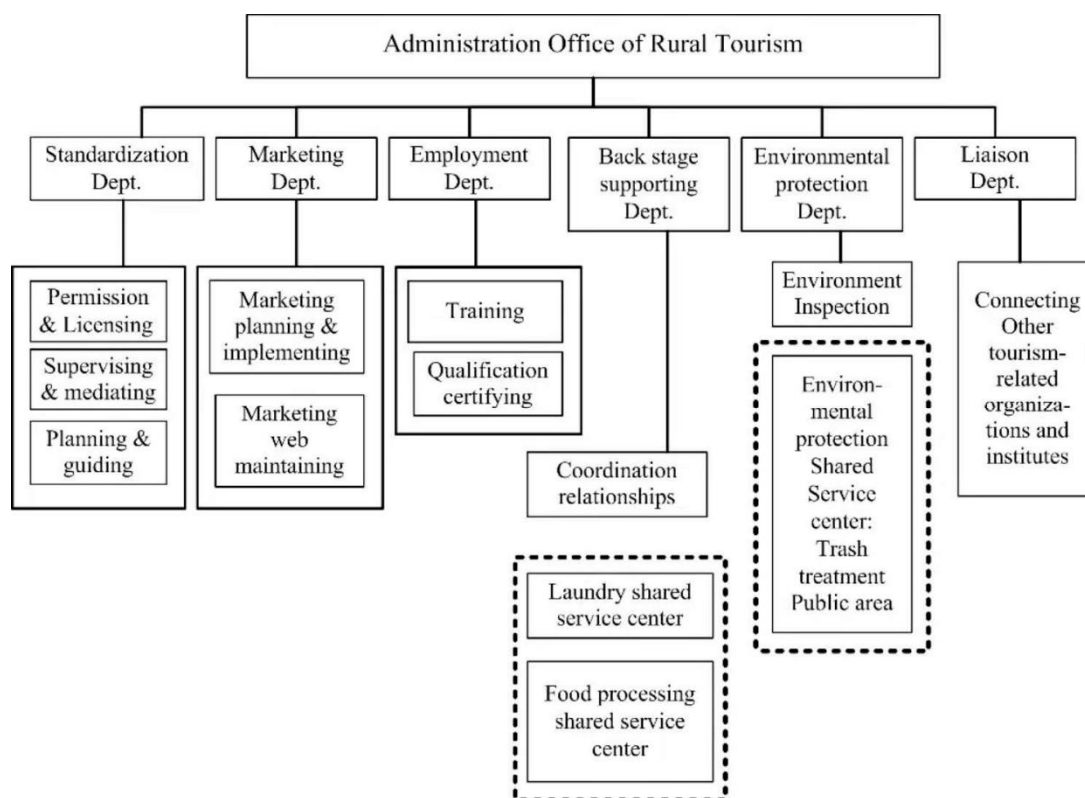 Administration Office of Rural Tourism
Standardization
Dept.
Marketing
Dept.
Employment
Dept.
Back stage
supporting
Dept.
Environmental
protection
Dept.
Liaison
Dept.
Permission
& Licensing
Supervising
& mediating
Planning &
guiding
Marketing
planning &
implementing
Marketing
web
maintaining
Training
Qualification
certifying
Coordination
relationships
Laundry shared
service center
Food processing
shared service
center
Environment
Inspection
Environ-
mental
protection
Shared
Service
center:
Trash
treatment
Public area
Connecting
Other
tourism-
related
organiza-
tions and
institutes